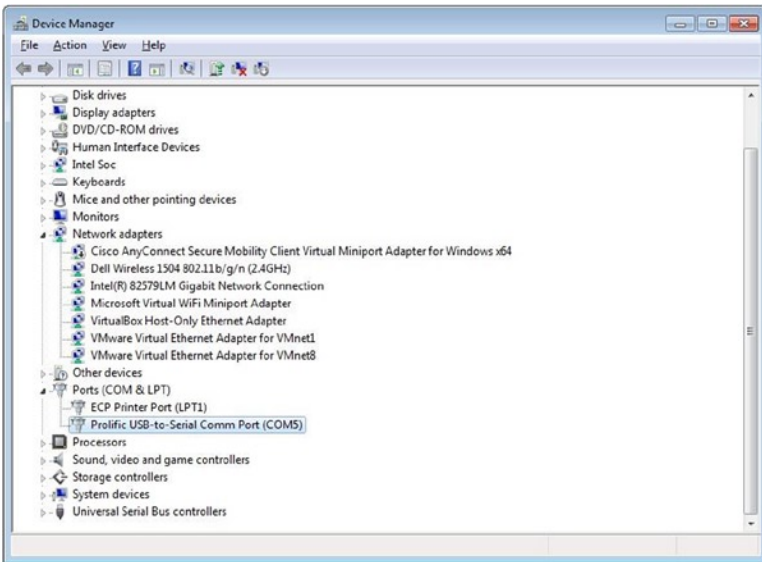 Device Manager
File Action View Help
Disk drives
Display adapters
DVD/CD-ROM drives
Human Interface Devices
Intel Soc
Keyboards
Mice and other pointing devices
Monitors
Network adapters
Cisco AnyConnect Secure Mobility Client Virtual Miniport Adapter for Windows x64
Dell Wireless 1504 802.11b/g/n (2.4GHz)
Intel(R) 82579LM Gigabit Network Connection
Microsoft Virtual WiFi Miniport Adapter
VirtualBox Host-Only Ethernet Adapter
VMware Virtual Ethernet Adapter for VMnet1
VMware Virtual Ethernet Adapter for VMnet8
Other devices
Ports (COM & LPT)
ECP Printer Port (LPT1)
Prolific USB-to-Serial Comm Port (COM5)
Processors
Sound, video and game controllers
Storage controllers
System devices
Universal Serial Bus controllers